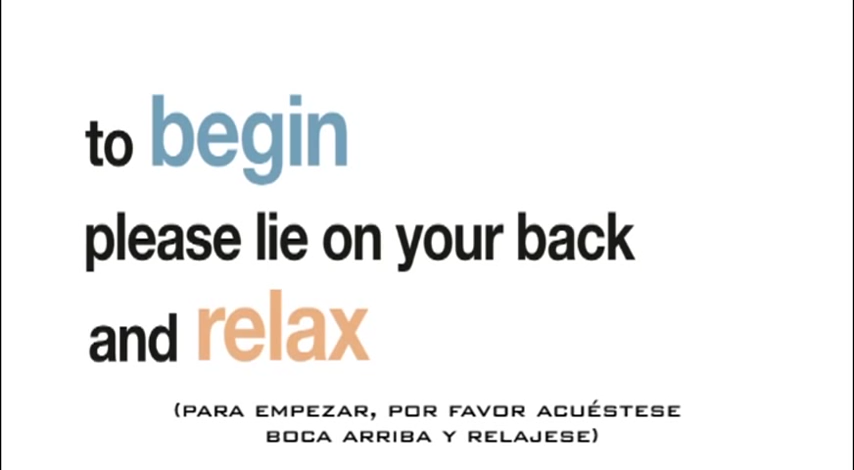 to begin
please lie on your back
and relax
(PARA EMPEZAR, POR FAVOR ACUÉSTESE
BOCA ARRIBA Y RELAJESE)